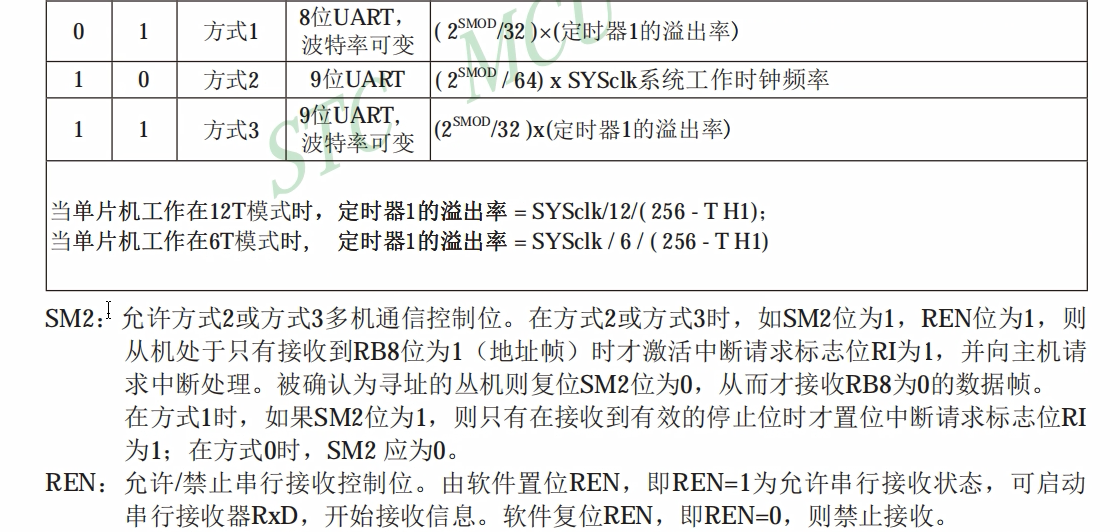 0 1 方式1 8位UART，波特率可变 ( 2^SMOD/32 )×(定时器1的溢出率)
1 0 方式2 9位UART ( 2^SMOD / 64) x SYSclk系统工作时钟频率
1 1 方式3 9位UART，波特率可变 (2^SMOD/32 )x(定时器1的溢出率)
STC MCU
当单片机工作在12T模式时，定时器1的溢出率 = SYSclk/12/( 256 - T H1);
当单片机工作在6T模式时， 定时器1的溢出率 = SYSclk / 6 / ( 256 - T H1)
SM2：允许方式2或方式3多机通信控制位。在方式2或方式3时，如SM2位为1，REN位为1，则
从机处于只有接收到RB8位为1（地址帧）时才激活中断请求标志位RI为1，并向主机请
求中断处理。被确认为寻址的丛机则复位SM2位为0，从而才接收RB8为0的数据帧。
在方式1时，如果SM2位为1，则只有在接收到有效的停止位时才置位中断请求标志位RI
为1；在方式0时，SM2 应为0。
REN：允许/禁止串行接收控制位。由软件置位REN，即REN=1为允许串行接收状态，可启动
串行接收器RxD，开始接收信息。软件复位REN，即REN=0，则禁止接收。